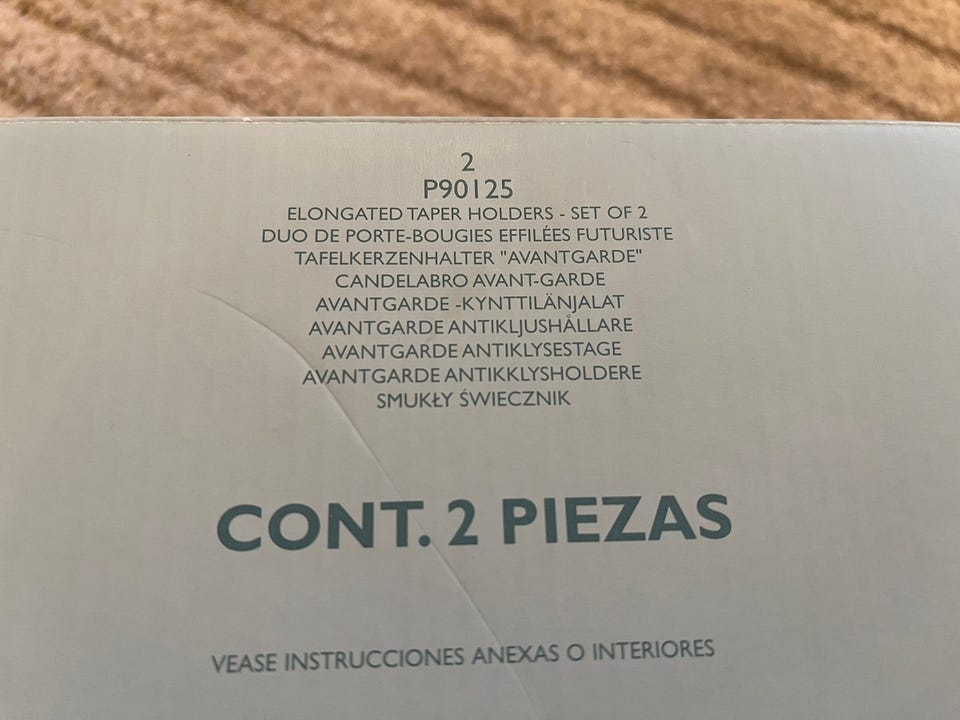 2
P90125
ELONGATED TAPER HOLDERS - SET OF 2
DUO DE PORTE-BOUGIES EFFILÉES FUTURISTE
TAFELKERZENHALTER "AVANTGARDE"
CANDELABRO AVANT-GARDE
AVANTGARDE -KYNTTILÄNJALAT
AVANTGARDE ANTIKLJUSHÅLLARE
AVANTGARDE ANTIKLYSESTAGE
AVANTGARDE ANTIKKLYSHOLDERE
SMUKŁY ŚWIECZNIK
CONT. 2 PIEZAS
VEASE INSTRUCCIONES ANEXAS O INTERIORES